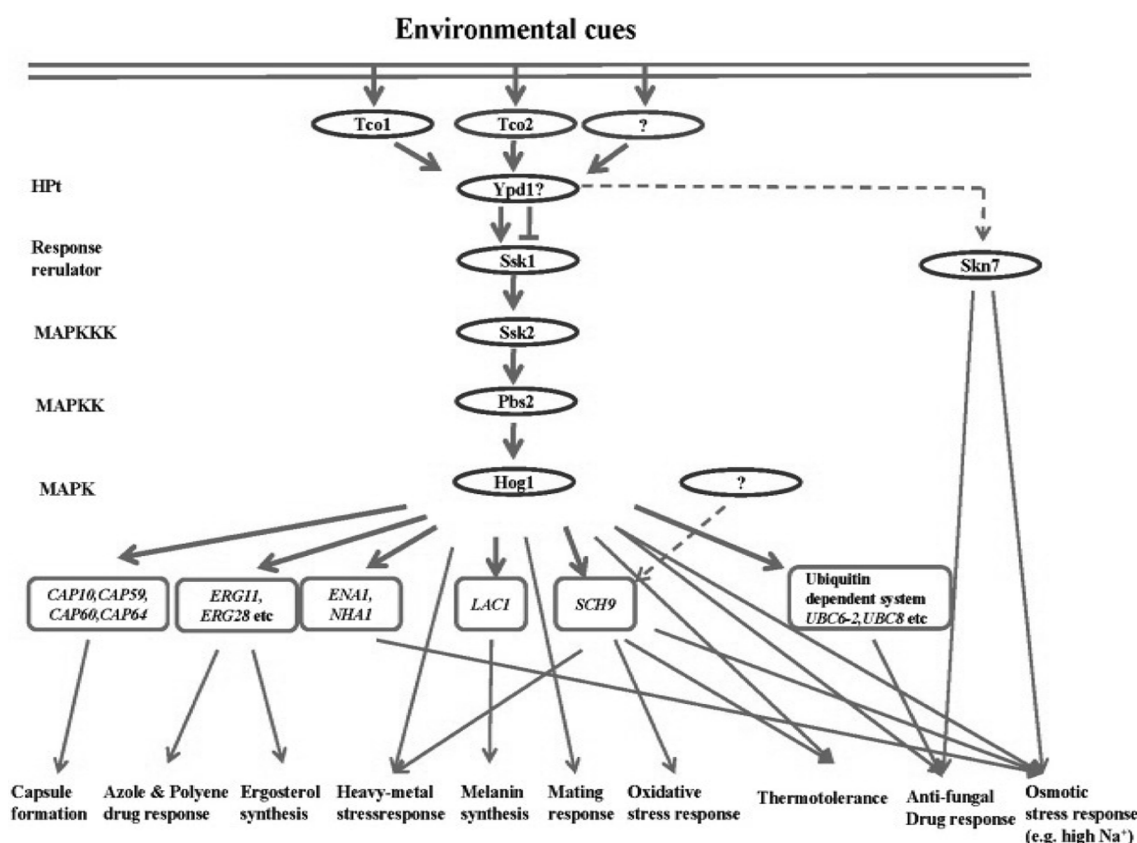 Environmental cues
Tco1
Tco2
?
HPt
Ypd1?
Response
rerulator
Ssk1
Skn7
MAPKKK
Ssk2
MAPKK
Pbs2
MAPK
Hog1
?
CAP10,CAP59,
CAP60,CAP64
ERG11,
ERG28 etc
ENA1,
NHA1
LAC1
SCH9
Ubiquitin
dependent system
UBC6-2,UBC8 etc
Capsule
formation
Azole & Polyene
drug response
Ergosterol
synthesis
Heavy-metal
stressresponse
Melanin
synthesis
Mating
response
Oxidative
stress response
Thermotolerance
Anti-fungal
Drug response
Osmotic
stress response
(e.g. high Na⁺)